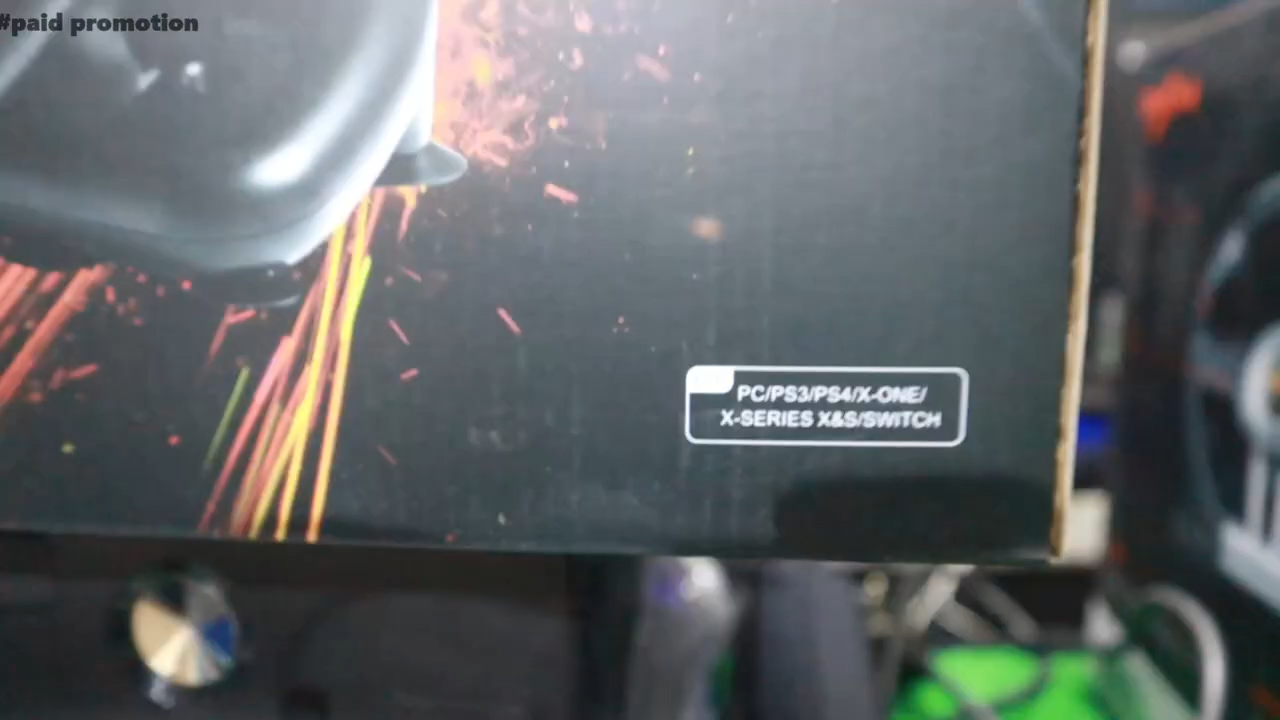 #paid promotion
PC/PS3/PS4/X-ONE/
X-SERIES X&S/SWITCH